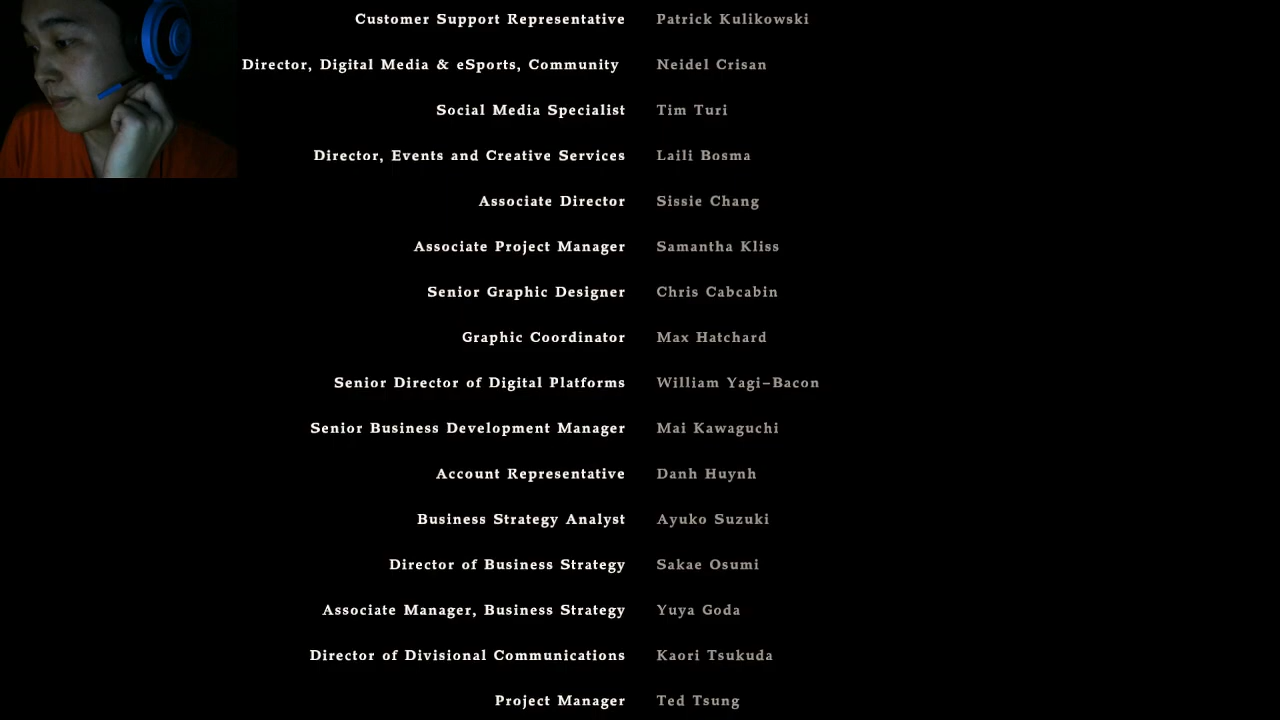 Customer Support Representative Patrick Kulikowski
Director, Digital Media & eSports, Community Neidel Crisan
Social Media Specialist Tim Turi
Director, Events and Creative Services Laili Bosma
Associate Director Sissie Chang
Associate Project Manager Samantha Kliss
Senior Graphic Designer Chris Cabcabin
Graphic Coordinator Max Hatchard
Senior Director of Digital Platforms William Yagi-Bacon
Senior Business Development Manager Mai Kawaguchi
Account Representative Danh Huynh
Business Strategy Analyst Ayuko Suzuki
Director of Business Strategy Sakae Osumi
Associate Manager, Business Strategy Yuya Goda
Director of Divisional Communications Kaori Tsukuda
Project Manager Ted Tsung